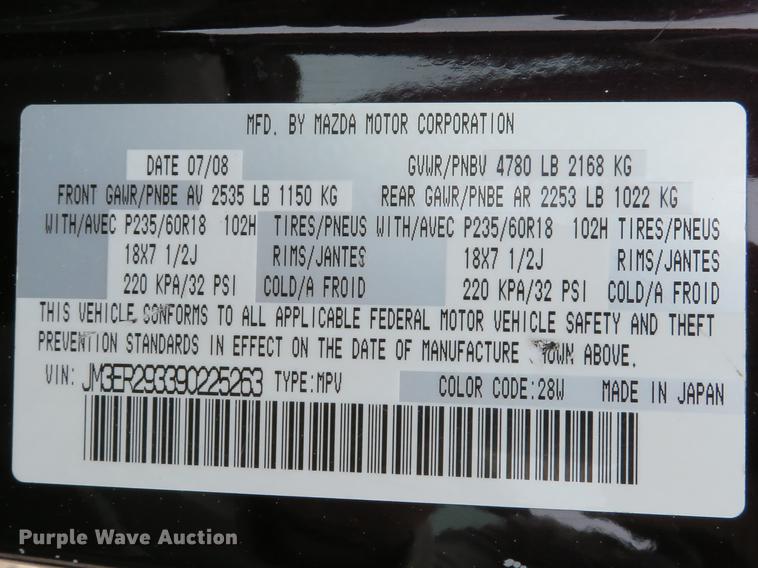 MFD. BY MAZDA MOTOR CORPORATION
DATE 07/08 GVWR/PNBV 4780 LB 2168 KG
FRONT GAWR/PNBE AV 2535 LB 1150 KG REAR GAWR/PNBE AR 2253 LB 1022 KG
WITH/AVEC P235/60R18 102H TIRES/PNEUS WITH/AVEC P235/60R18 102H TIRES/PNEUS
18X7 1/2J RIMS/JANTES 18X7 1/2J RIMS/JANTES
220 KPA/32 PSI COLD/A FROID 220 KPA/32 PSI COLD/A FROID
THIS VEHICLE CONFORMS TO ALL APPLICABLE FEDERAL MOTOR VEHICLE SAFETY AND THEFT
PREVENTION STANDARDS IN EFFECT ON THE DATE OF MANUFACTURE ABOVE.
VIN: JM3ER293390225263 TYPE:MPV COLOR CODE:28W MADE IN JAPAN
Purple Wave Auction